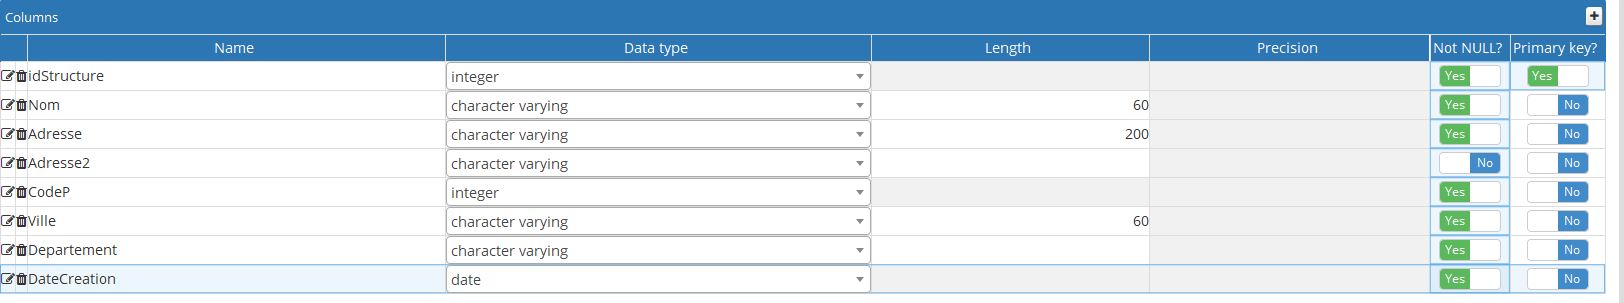 Columns
Name Data type Length Precision Not NULL? Primary key?
idStructure integer Yes Yes
Nom character varying 60 Yes No
Adresse character varying 200 Yes No
Adresse2 character varying No No
CodeP integer Yes No
Ville character varying 60 Yes No
Departement character varying Yes No
DateCreation date Yes No